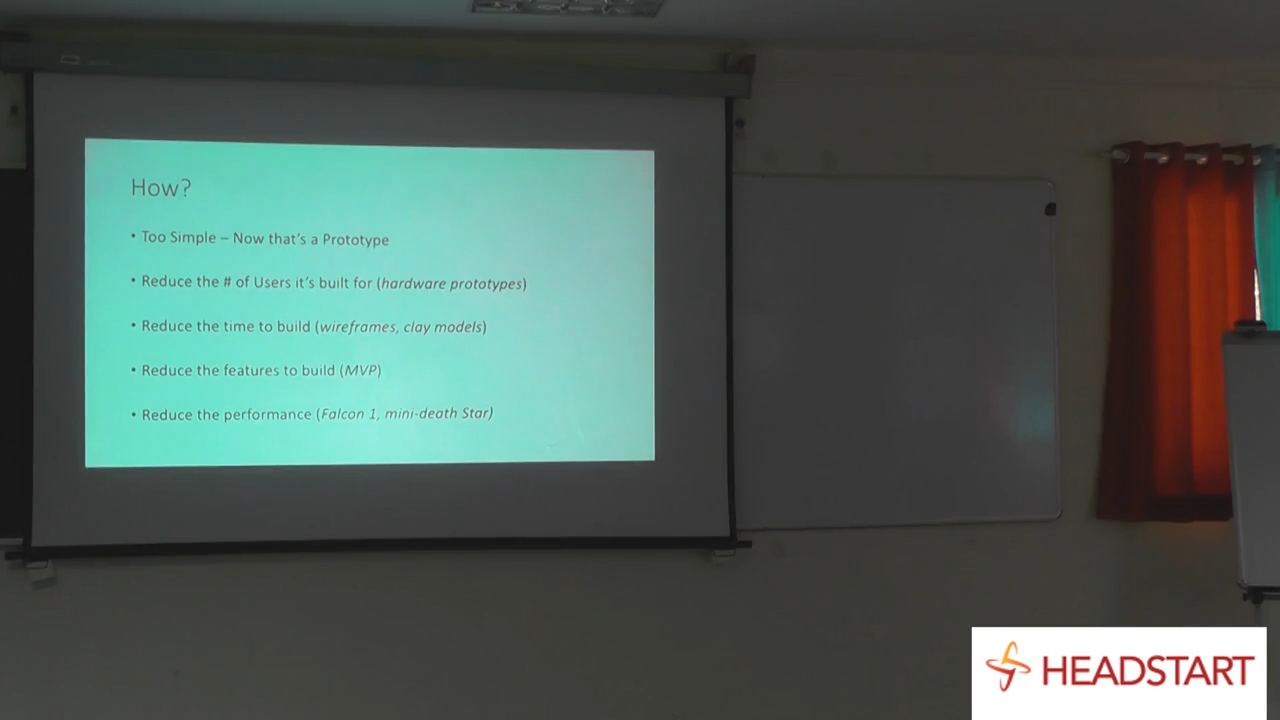 How?
• Too Simple – Now that's a Prototype
• Reduce the # of Users it's built for (hardware prototypes)
• Reduce the time to build (wireframes, clay models)
• Reduce the features to build (MVP)
• Reduce the performance (Falcon 1, mini-death Star)
HEADSTART